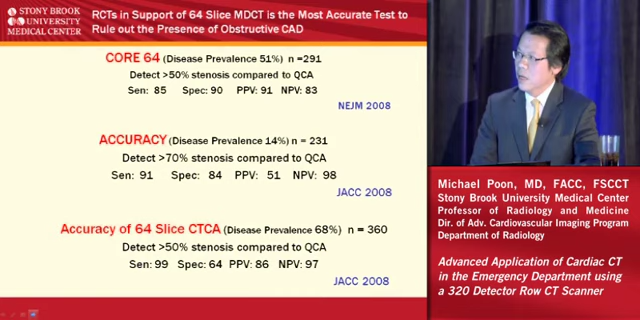 STONY BROOK
UNIVERSITY
MEDICAL CENTER
RCTs in Support of 64 Slice MDCT is the Most Accurate Test to
Rule out the Presence of Obstructive CAD
CORE 64 (Disease Prevalence 51%) n =291
Detect >50% stenosis compared to QCA
Sen: 85 Spec: 90 PPV: 91 NPV: 83
NEJM 2008
ACCURACY (Disease Prevalence 14%) n = 231
Detect >70% stenosis compared to QCA
Sen: 91 Spec: 84 PPV: 51 NPV: 98
JACC 2008
Accuracy of 64 Slice CTCA (Disease Prevalence 68%) n = 360
Detect >50% stenosis compared to QCA
Sen: 99 Spec: 64 PPV: 86 NPV: 97
JACC 2008
Michael Poon, MD, FACC, FSCCT
Stony Brook University Medical Center
Professor of Radiology and Medicine
Dir. of Adv. Cardiovascular Imaging Program
Department of Radiology
Advanced Application of Cardiac CT
in the Emergency Department using
a 320 Detector Row CT Scanner